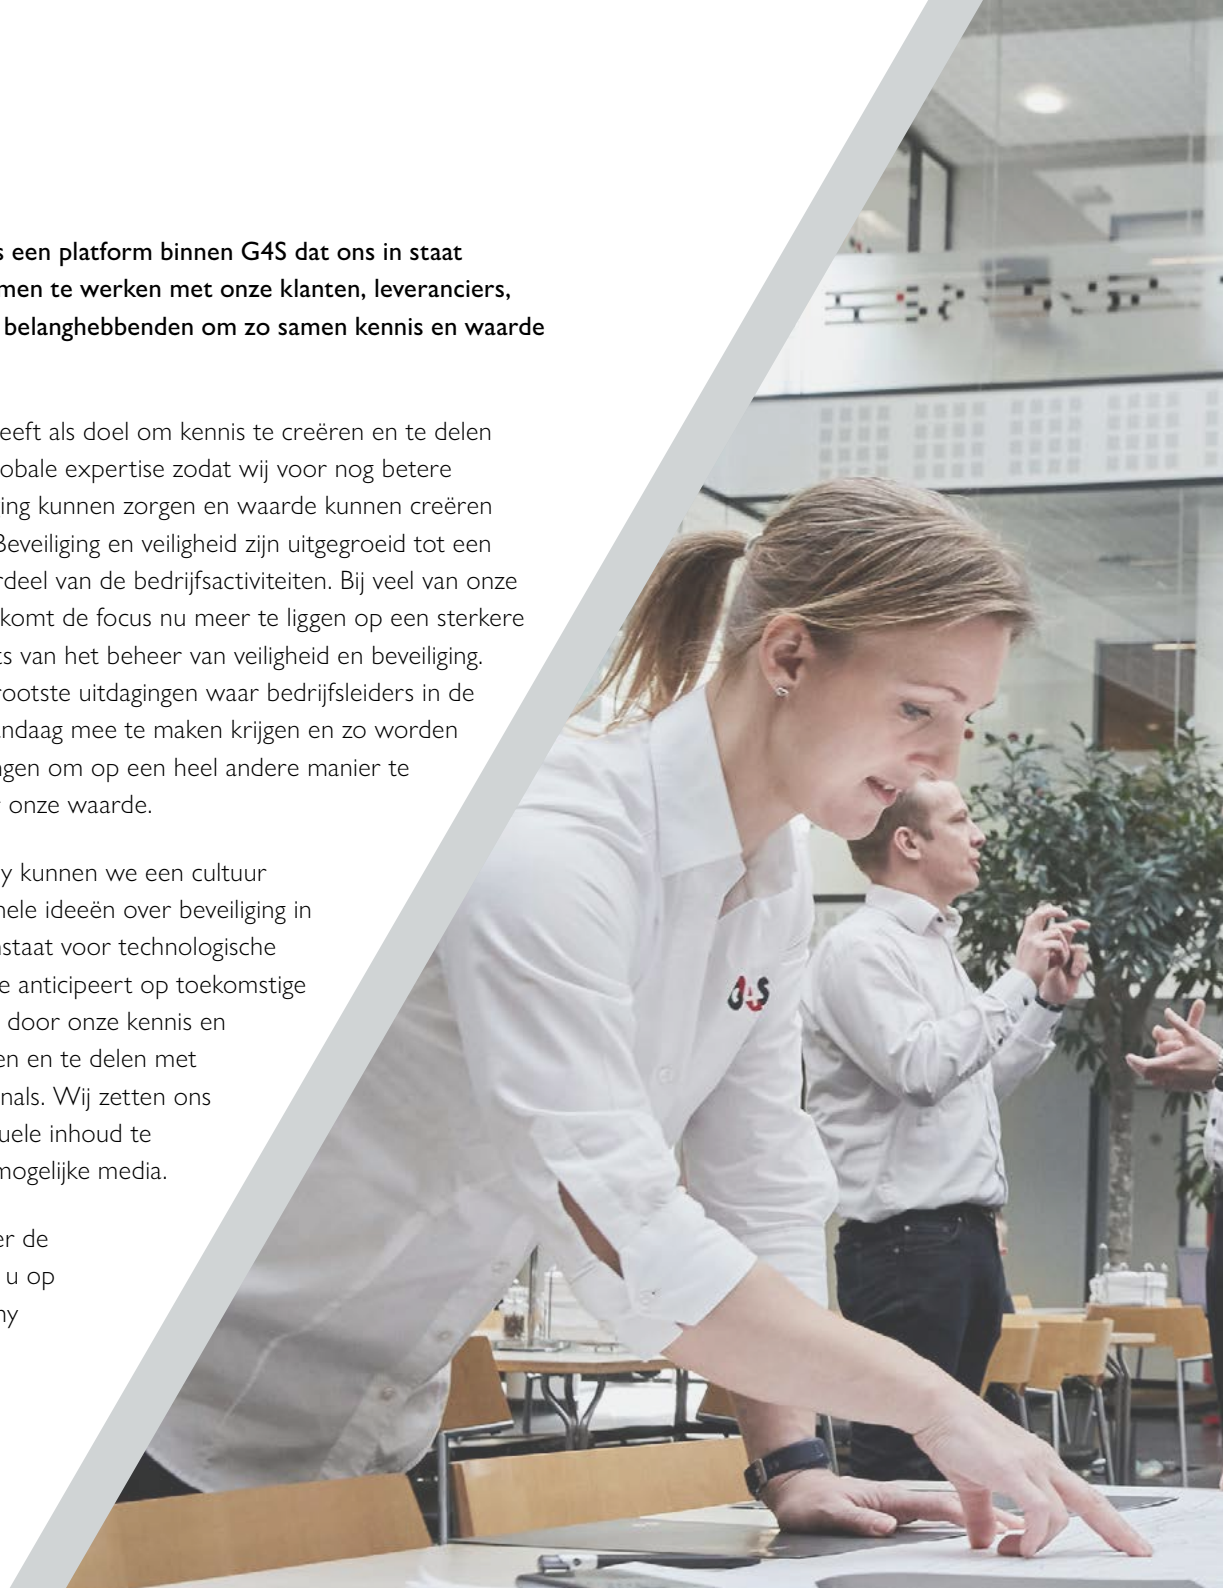 een platform binnen G4S dat ons in staat
te werken met onze klanten, leveranciers,
belanghebbenden om zo samen kennis en waarde
eeft als doel om kennis te creëren en te delen
obale expertise zodat wij voor nog betere
ing kunnen zorgen en waarde kunnen creëren
Beveiliging en veiligheid zijn uitgegroeid tot een
rdeel van de bedrijfsactiviteiten. Bij veel van onze
komt de focus nu meer te liggen op een sterkere
ts van het beheer van veiligheid en beveiliging.
rootste uitdagingen waar bedrijfsleiders in de
ndaag mee te maken krijgen en zo worden
ngen om op een heel andere manier te
onze waarde.
y kunnen we een cultuur
nele ideeën over beveiliging in
nstaat voor technologische
e anticipeert op toekomstige
door onze kennis en
en en te delen met
nals. Wij zetten ons
uele inhoud te
mogelijke media.
er de
u op
ny
G4S